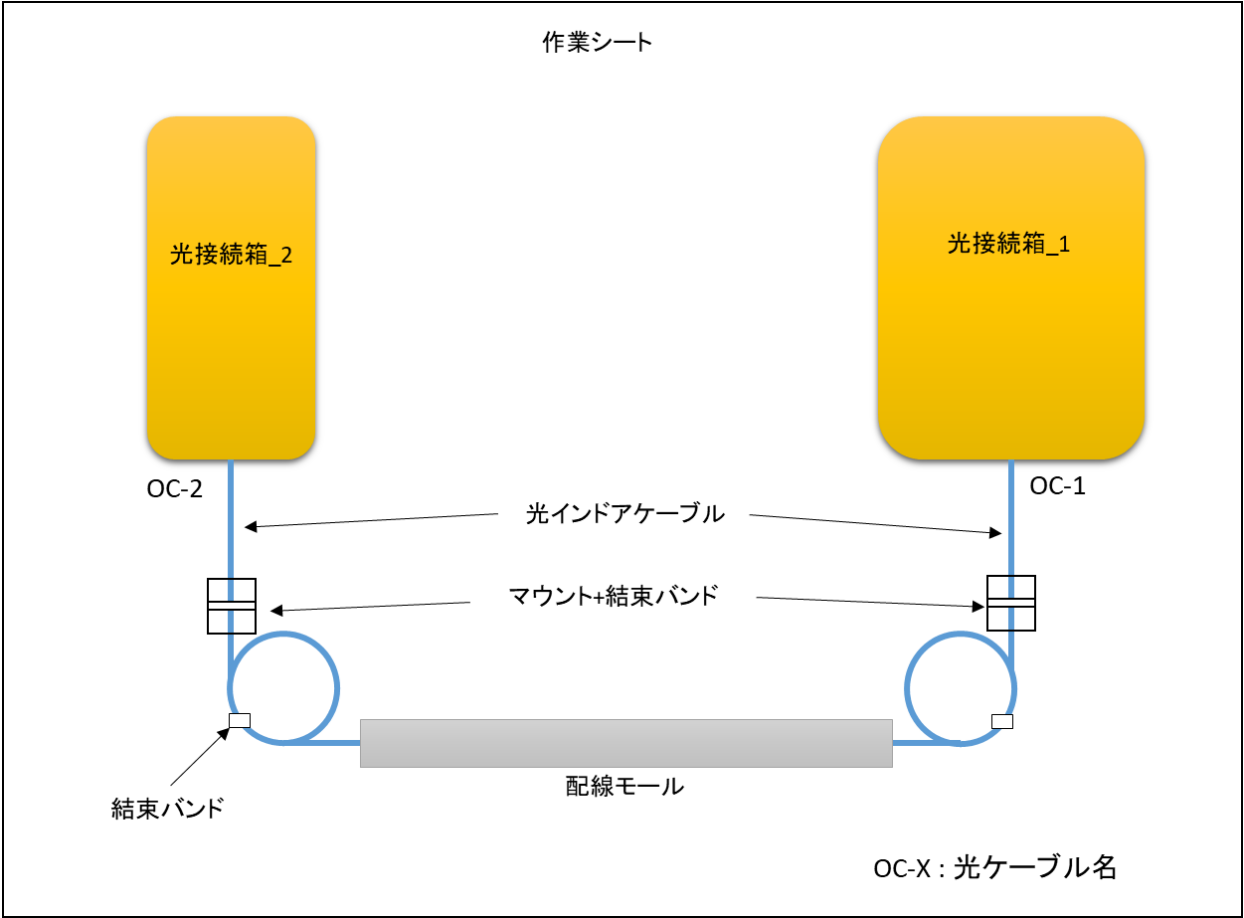 作業シート
光接続箱_2
光接続箱_1
OC-2
OC-1
光インドアケーブル
マウント+結束バンド
配線モール
結束バンド
OC-X : 光ケーブル名